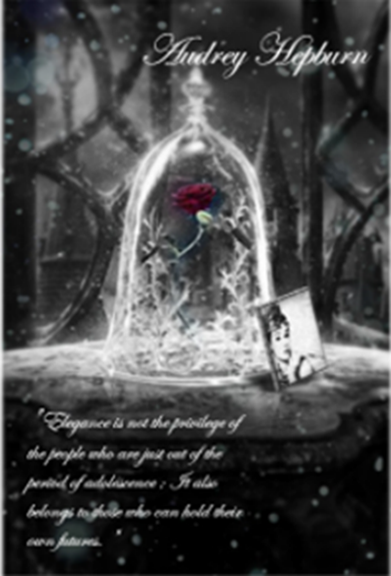 Audrey Hepburn
"Elegance is not the privilege of
the people who are just out of the
period of adolescence ; It also
belongs to those who can hold their
own futures. "